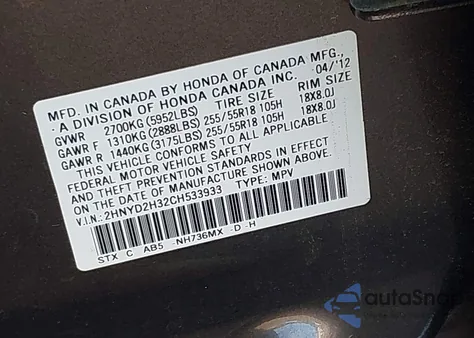 MFD. IN CANADA BY HONDA OF CANADA MFG.,
- A DIVISION OF HONDA CANADA INC. 04/'12
GVWR 2700KG (5952LBS) TIRE SIZE RIM SIZE
GAWR F 1310KG (2888LBS) 255/55R18 105H 18X8.0J
GAWR R 1440KG (3175LBS) 255/55R18 105H 18X8.0J
THIS VEHICLE CONFORMS TO ALL APPLICABLE
FEDERAL MOTOR VEHICLE SAFETY
AND THEFT PREVENTION STANDARDS IN EFFECT
ON THE DATE OF MANUFACTURE SHOWN ABOVE.
V.I.N.: 2HNYD2H32CH533933 TYPE: MPV
STX C AB5 -NH736MX -D -H
autaSnap